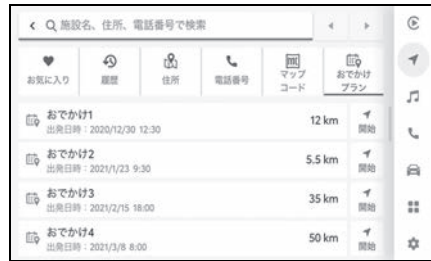 施設名、住所、電話番号で検索
お気に入り
履歴
住所
電話番号
マップ
コード
おでかけ
プラン
おでかけ1
12 km
出発日時：2020/12/30 12:30
開始
おでかけ2
5.5 km
出発日時：2021/1/23 9:30
開始
おでかけ3
35 km
出発日時：2021/2/15 18:00
開始
おでかけ4
50 km
出発日時：2021/3/8 8:00
開始